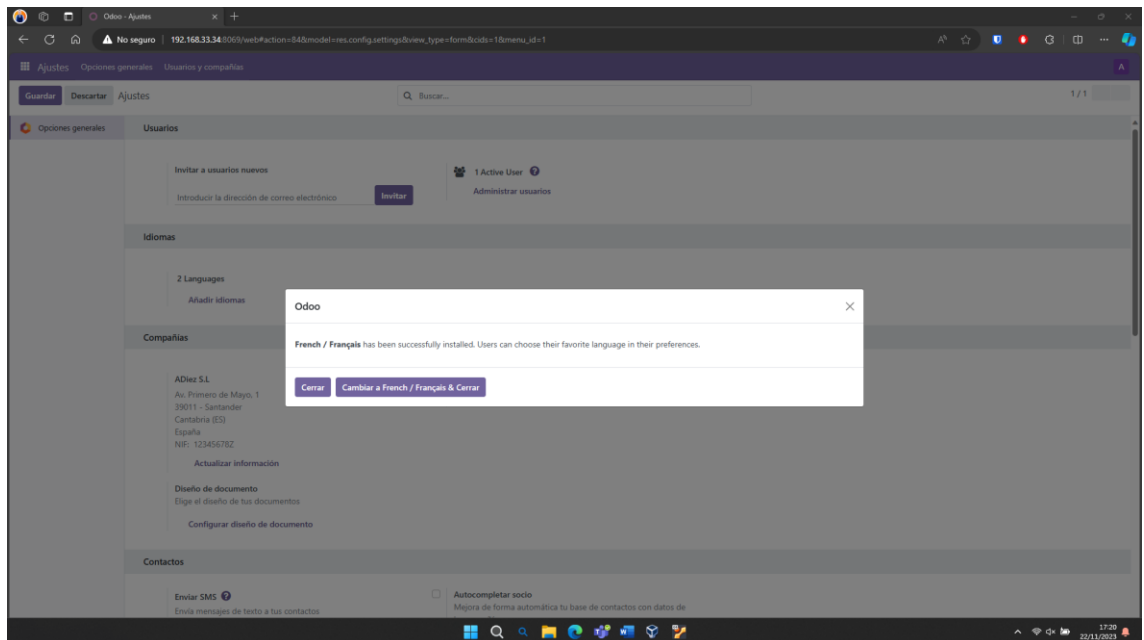 Odoo - Ajustes
No seguro 192.168.33.34:8069/web#action=84&model=res.config.settings&view_type=form&cids=1&menu_id=1
Ajustes Opciones generales Usuarios y compañías A
Guardar Descartar Ajustes Buscar... 1 / 1
Opciones generales
Usuarios
Invitar a usuarios nuevos
Introducir la dirección de correo electrónico Invitar
1 Active User
Administrar usuarios
Idiomas
2 Languages
Añadir idiomas
Odoo
French / Français has been successfully installed. Users can choose their favorite language in their preferences.
Cerrar Cambiar a French / Français & Cerrar
Compañías
ADiez S.L
Av. Primero de Mayo, 1
39011 - Santander
Cantabria (ES)
España
NIF: 12345678Z
Actualizar información
Diseño de documento
Elige el diseño de tus documentos
Configurar diseño de documento
Contactos
Enviar SMS
Envía mensajes de texto a tus contactos
Autocompletar socio
Mejora de forma automática tu base de contactos con datos de
17:20
22/11/2023